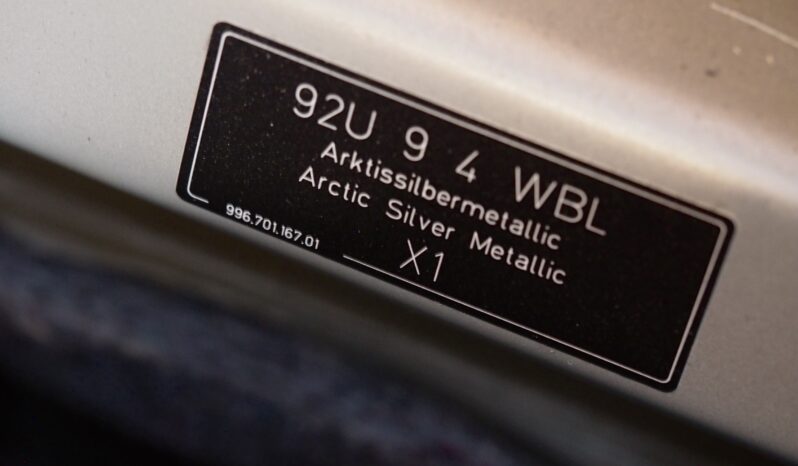 92U 9 4 WBL
Arktissilbermetallic
Arctic Silver Metallic
X1
996.701.167.01